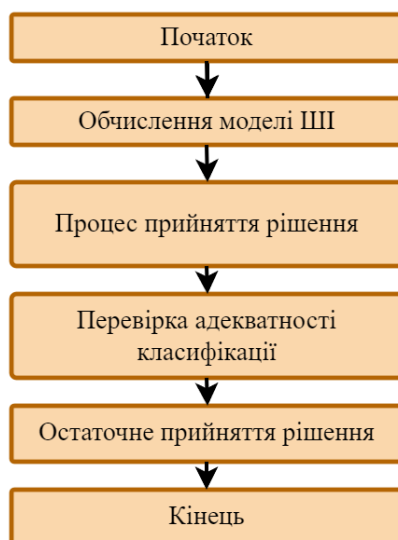 Початок
Обчислення моделі ШІ
Процес прийняття рішення
Перевірка адекватності
класифікації
Остаточне прийняття рішення
Кінець